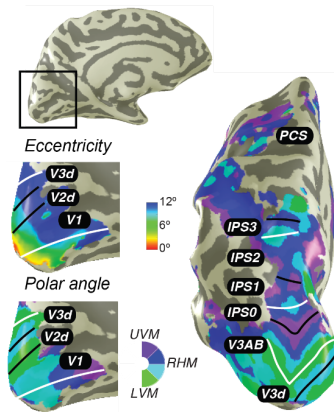 Eccentricity
V3d
V2d
V1
12°
6°
0°
Polar angle
V3d
V2d
V1
UVM
RHM
LVM
PCS
IPS3
IPS2
IPS1
IPS0
V3AB
V3d